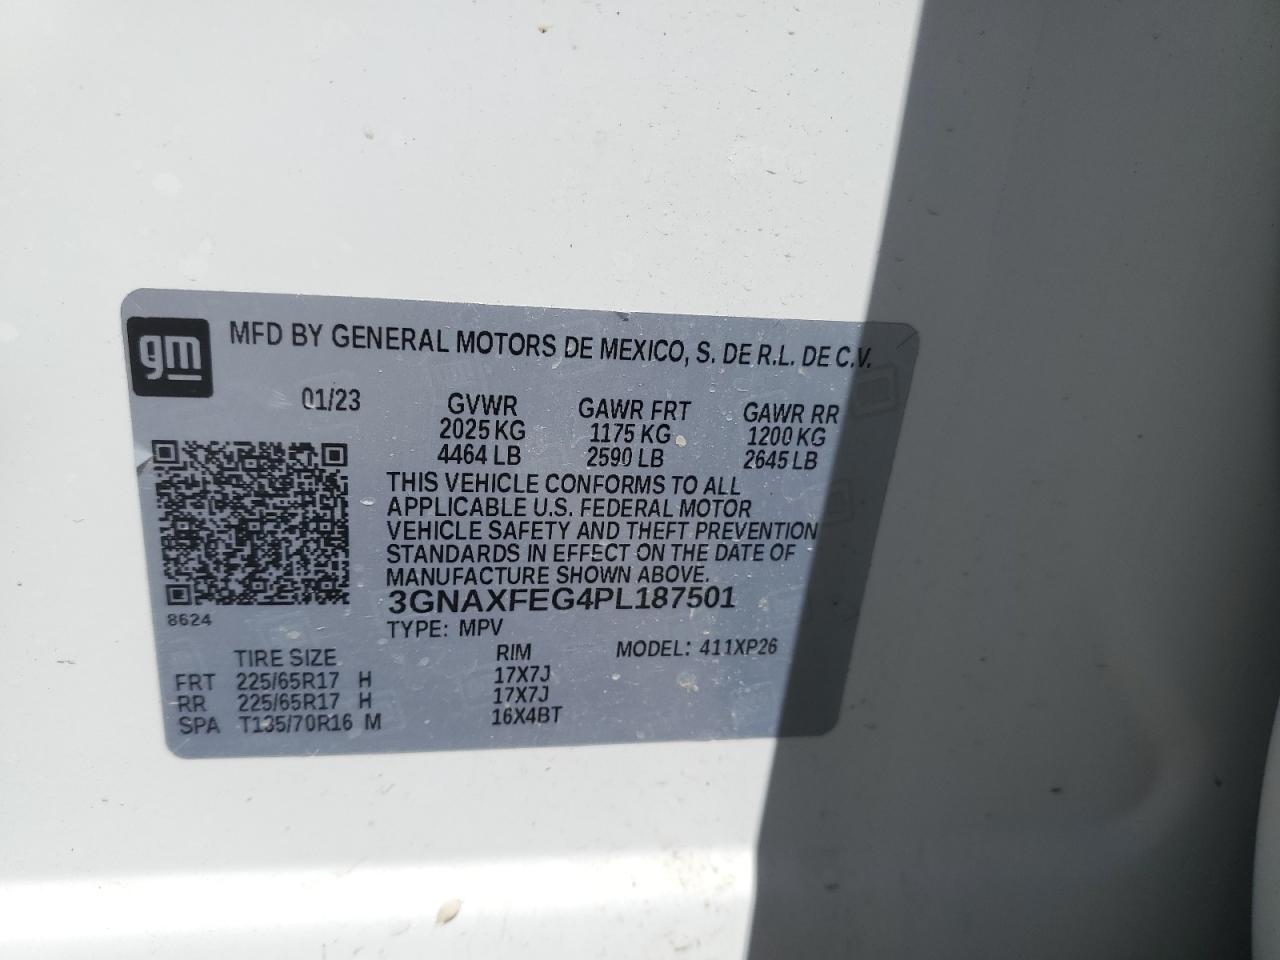 gm
MFD BY GENERAL MOTORS DE MEXICO, S. DE R.L. DE C.V.
01/23 GVWR GAWR FRT GAWR RR
2025 KG 1175 KG 1200 KG
4464 LB 2590 LB 2645 LB
THIS VEHICLE CONFORMS TO ALL
APPLICABLE U.S. FEDERAL MOTOR
VEHICLE SAFETY AND THEFT PREVENTION
STANDARDS IN EFFECT ON THE DATE OF
MANUFACTURE SHOWN ABOVE.
3GNAXFEG4PL187501
8624
TYPE: MPV
MODEL: 411XP26
TIRE SIZE RIM
FRT 225/65R17 H 17X7J
RR 225/65R17 H 17X7J
SPA T135/70R16 M 16X4BT